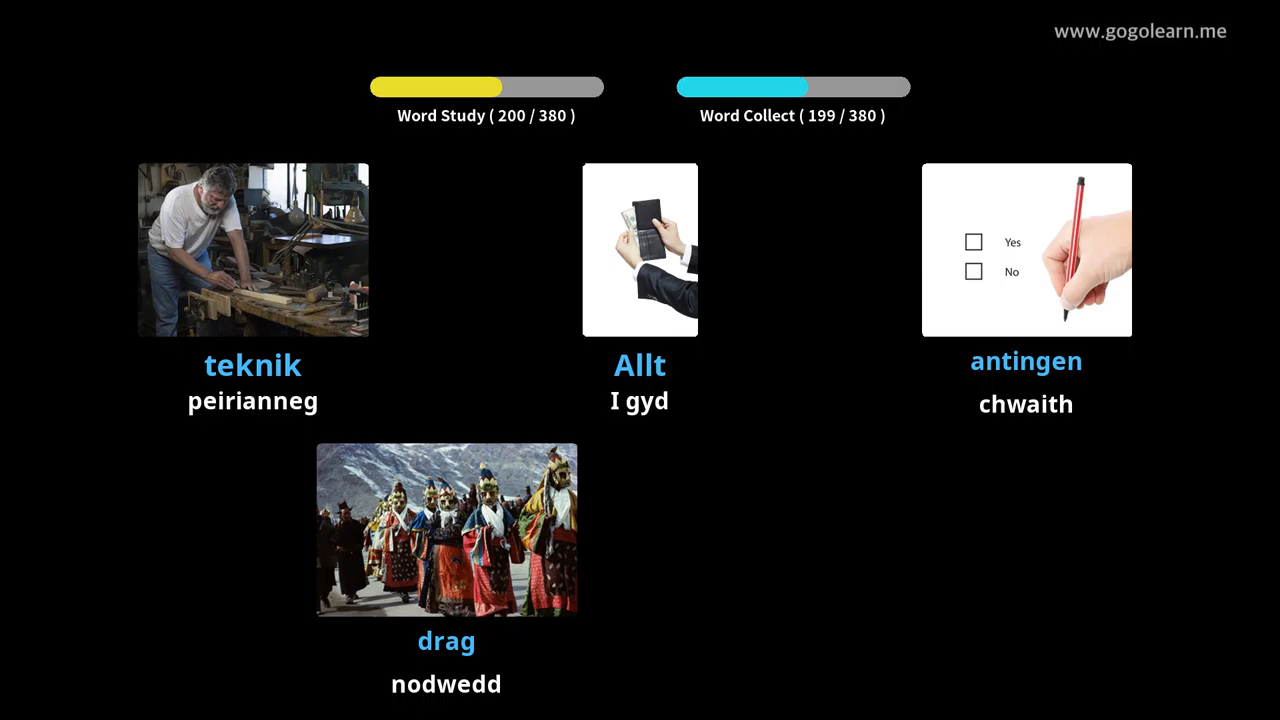 www.gogolearn.me
Word Study ( 200 / 380 )
Word Collect ( 199 / 380 )
Yes
No
teknik
peirianneg
Allt
I gyd
antingen
chwaith
drag
nodwedd